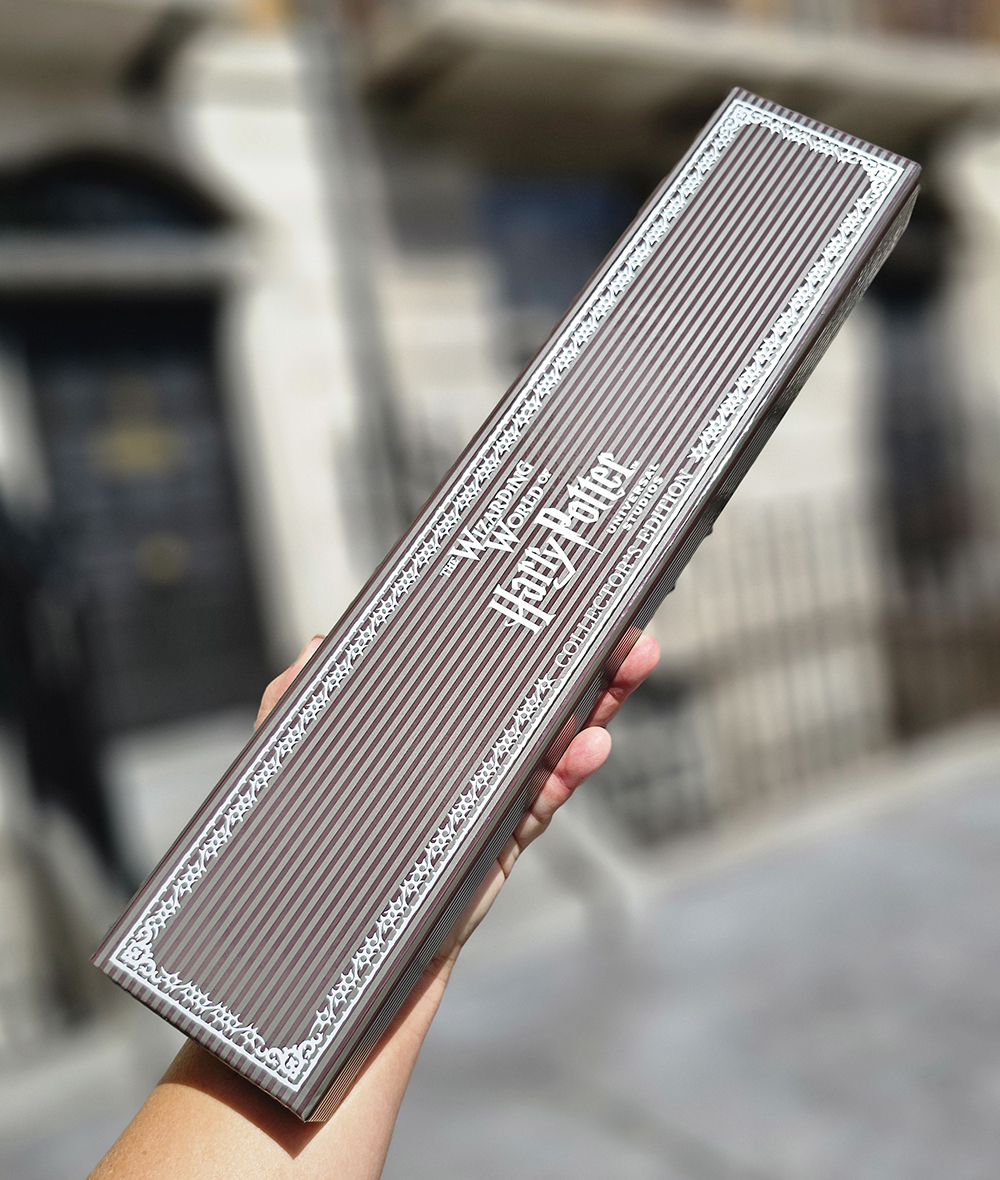 THE WIZARDING
WORLD OF
Harry Potter
UNIVERSAL
STUDIOS
COLLECTOR'S EDITION